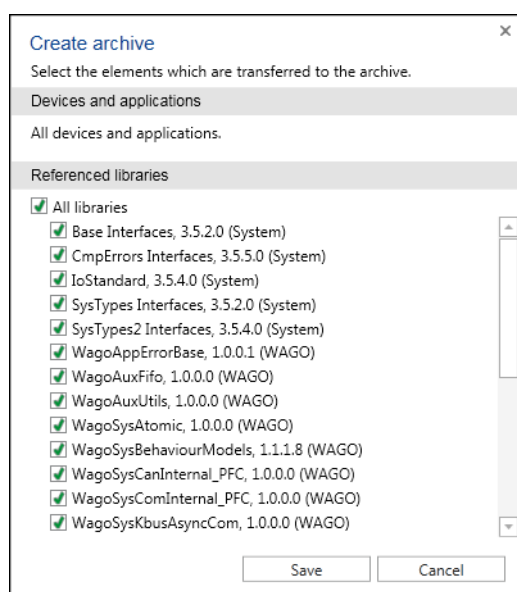 Create archive
Select the elements which are transferred to the archive.
Devices and applications
All devices and applications.
Referenced libraries
All libraries
Base Interfaces, 3.5.2.0 (System)
CmpErrors Interfaces, 3.5.5.0 (System)
IoStandard, 3.5.4.0 (System)
SysTypes Interfaces, 3.5.2.0 (System)
SysTypes2 Interfaces, 3.5.4.0 (System)
WagoAppErrorBase, 1.0.0.1 (WAGO)
WagoAuxFifo, 1.0.0.0 (WAGO)
WagoAuxUtils, 1.0.0.0 (WAGO)
WagoSysAtomic, 1.0.0.0 (WAGO)
WagoSysBehaviourModels, 1.1.1.8 (WAGO)
WagoSysCanInternal_PFC, 1.0.0.0 (WAGO)
WagoSysComInternal_PFC, 1.0.0.0 (WAGO)
WagoSysKbusAsyncCom, 1.0.0.0 (WAGO)
Save Cancel